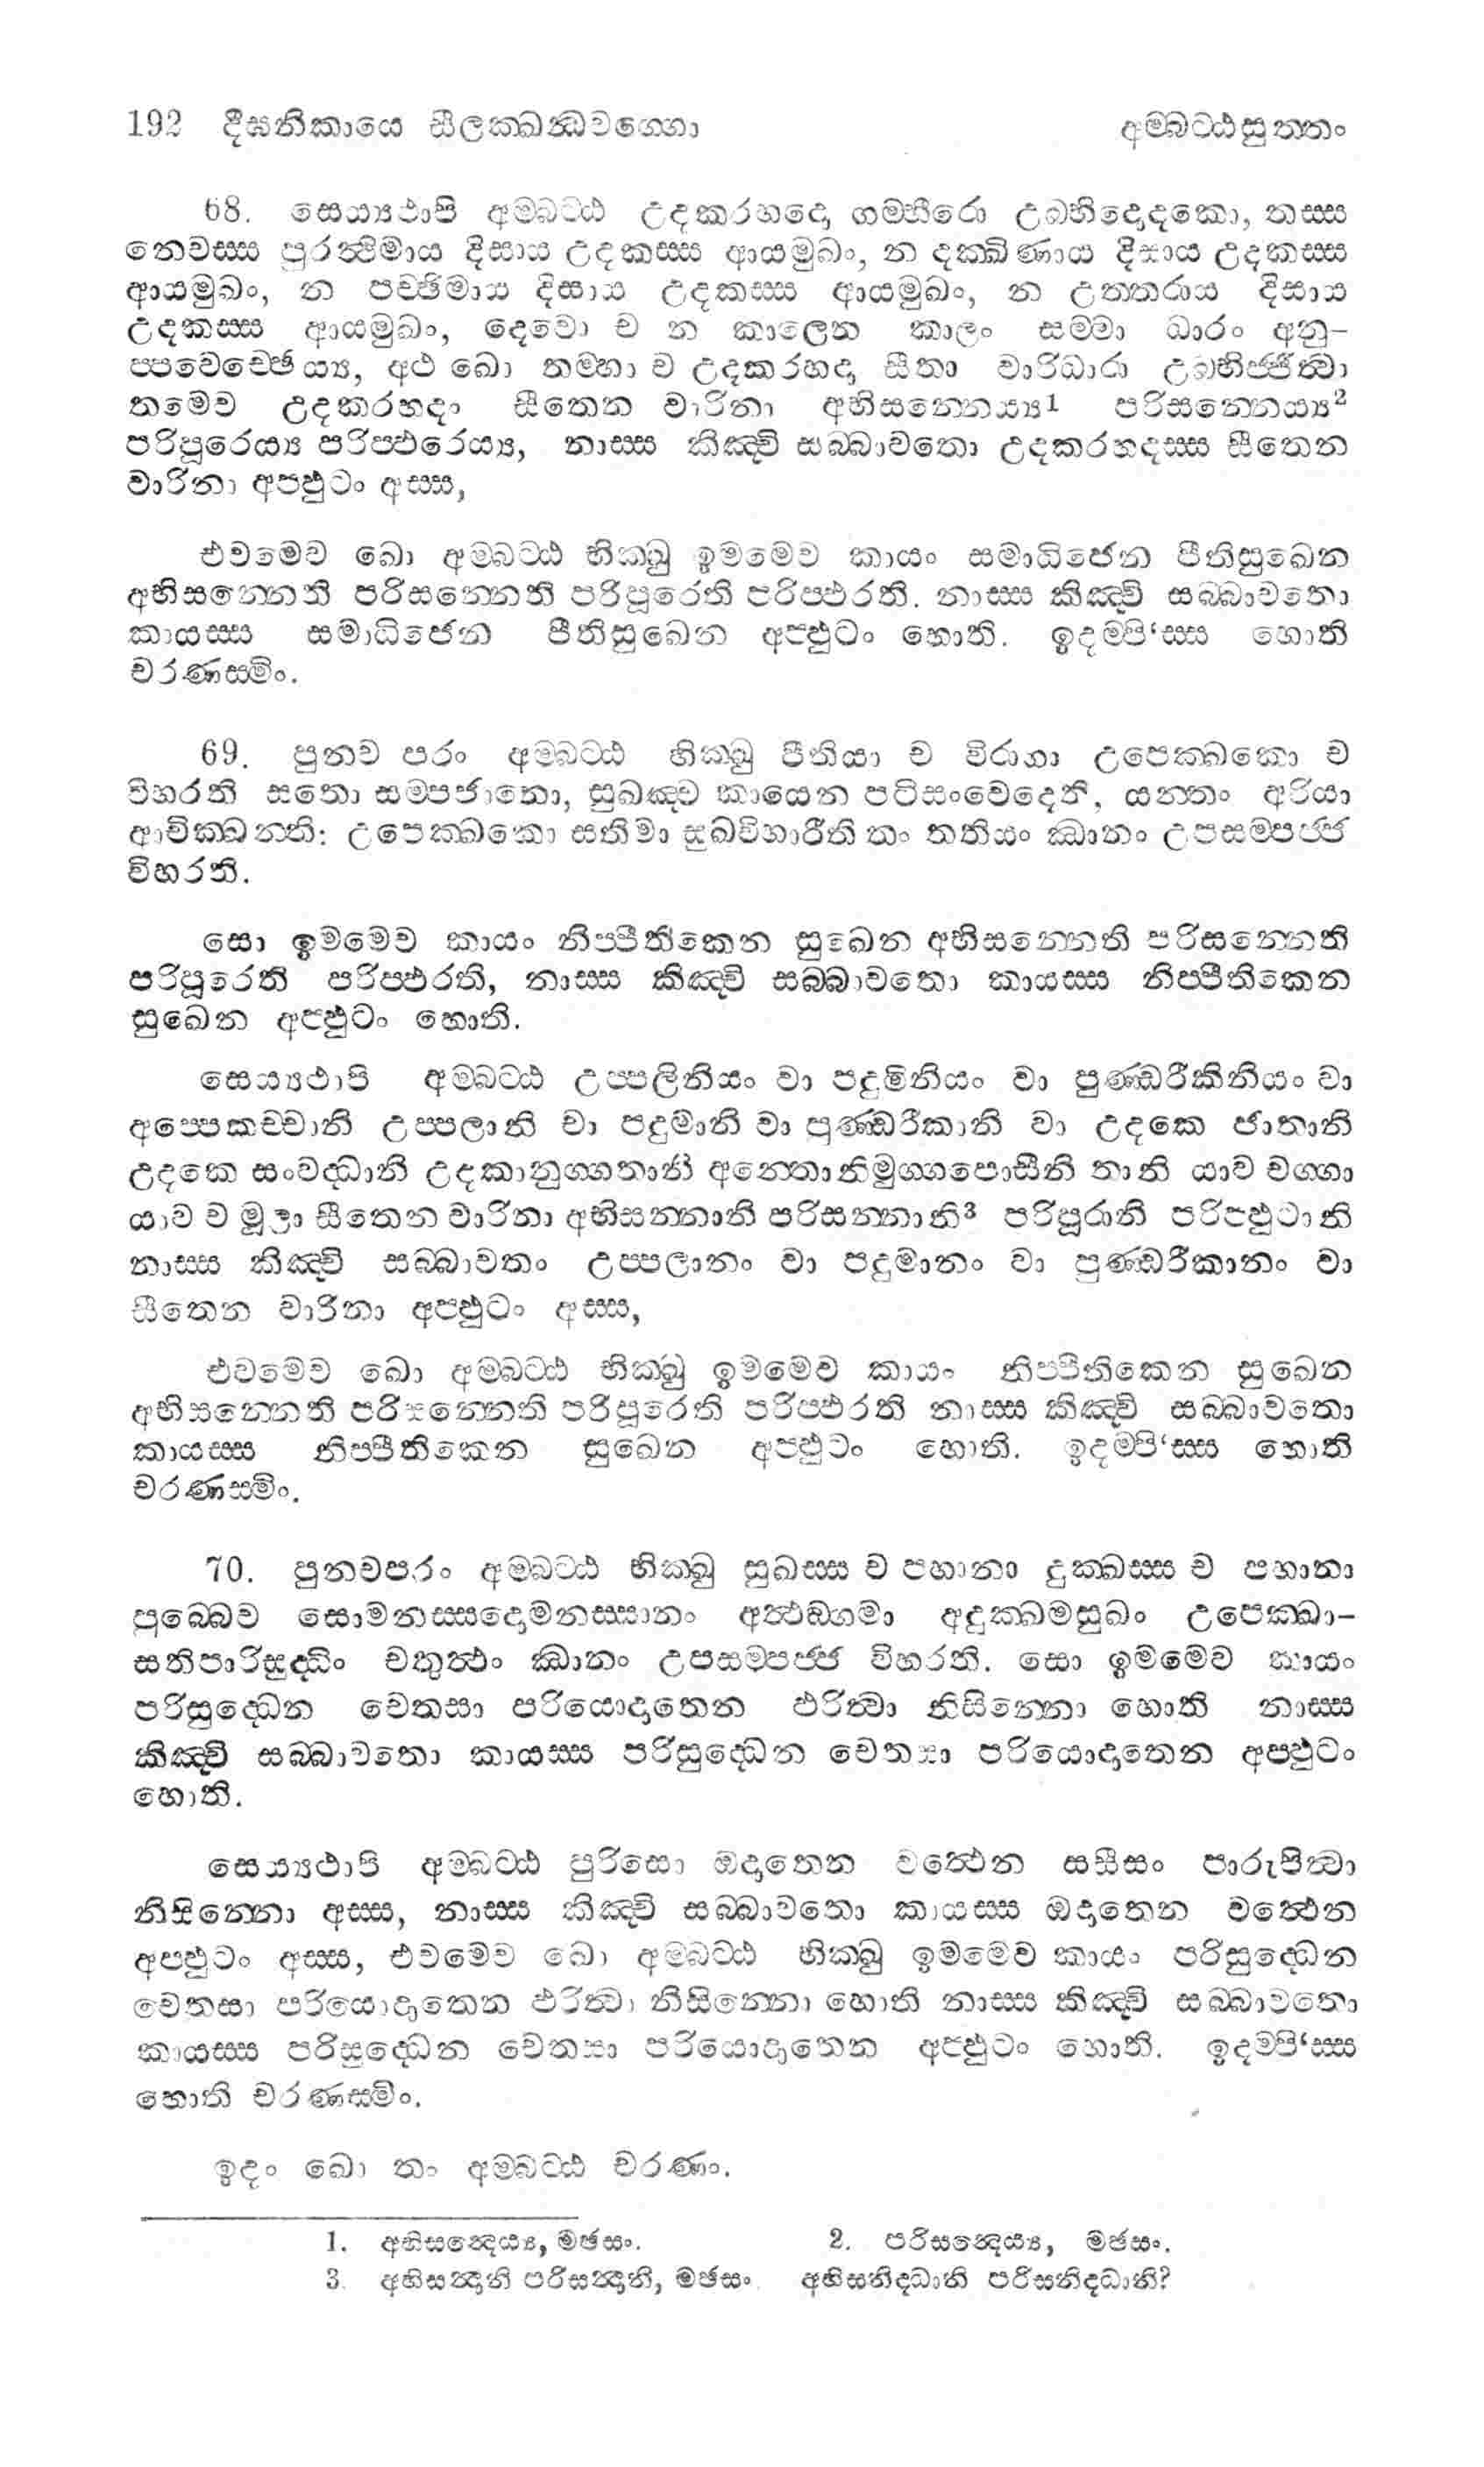 192 දීඝනිකායෙ සීලක්ඛන්ධවග්ගො අම්බට්ඨසුත්තං
68. සෙය්‍යථාපි අම්බට්ඨ උදකරහදො ගම්භීරො උබ්භිදොදකො, තස්ස
නෙවස්ස පුරත්ථිමාය දිසාය උදකස්ස ආයමුඛං, න දක්ඛිණාය දිසාය උදකස්ස
ආයමුඛං, න පච්ඡිමාය දිසාය උදකස්ස ආයමුඛං, න උත්තරාය දිසාය
උදකස්ස ආයමුඛං, දෙවො ච න කාලෙන කාලං සම්මා ධාරං අනු-
ප්පවෙච්ඡෙය්‍ය, අථ ඛො තම්හා ව උදකරහදා සීතා වාරිධාරා උබ්භිජ්ජිත්වා
තමෙව උදකරහදං සීතෙන වාරිනා අභිසන්නෙය්‍ය1 පරිසන්නෙය්‍ය2
පරිපූරෙය්‍ය පරිප්ඵරෙය්‍ය, නාස්ස කිඤ්චි සබ්බාවතො උදකරහදස්ස සීතෙන
වාරිනා අප්ඵුටං අස්ස,
එවමෙව ඛො අම්බට්ඨ භික්ඛු ඉමමෙව කායං සමාධිජෙන පීතිසුඛෙන
අභිසන්නෙති පරිසන්නෙති පරිපූරෙති පරිප්ඵරති. නාස්ස කිඤ්චි සබ්බාවතො
කායස්ස සමාධිජෙන පීතිසුඛෙන අප්ඵුටං හොති. ඉදම්පි‘ස්ස හොති
චරණස්මිං.
69. පුනච පරං අම්බට්ඨ භික්ඛු පීතියා ච විරාගා උපෙක්ඛකො ච
විහරති සතො සම්පජානො, සුඛඤ්ච කායෙන පටිසංවෙදෙති, යන්තං අරියා
ආචික්ඛන්ති: උපෙක්ඛකො සතිමා සුඛවිහාරීති තං තතියං ඣානං උපසම්පජ්ජ
විහරති.
සො ඉමමෙව කායං නිප්පීතිකෙන සුඛෙන අභිසන්නෙති පරිසන්නෙති
පරිපූරෙති පරිප්ඵරති, නාස්ස කිඤ්චි සබ්බාවතො කායස්ස නිප්පීතිකෙන
සුඛෙන අප්ඵුටං හොති.
සෙය්‍යථාපි අම්බට්ඨ උප්පලිනියං වා පදුමිනියං වා පුණ්ඩරීකිනියං වා
අප්පෙකච්චානි උප්පලානි වා පදුමානි වා පුණ්ඩරීකානි වා උදකෙ ජාතානි
උදකෙ සංවද්ධානි උදකානුග්ගතානි අන්තොනිමුග්ගපොසීනි තානි යාව චග්ගා
යාව ච මූලා සීතෙන වාරිනා අභිසන්නානි පරිසන්නානි3 පරිපූරානි පරිප්ඵුටානි
නාස්ස කිඤ්චි සබ්බාවතං උප්පලානං වා පදුමානං වා පුණ්ඩරීකානං වා
සීතෙන වාරිනා අප්ඵුටං අස්ස,
එවමෙව ඛො අම්බට්ඨ භික්ඛු ඉමමෙව කායං නිප්පීතිකෙන සුඛෙන
අභිසන්නෙති පරිසන්නෙති පරිපූරෙති පරිප්ඵරති නාස්ස කිඤ්චි සබ්බාවතො
කායස්ස නිප්පීතිකෙන සුඛෙන අප්ඵුටං හොති. ඉදම්පි‘ස්ස හොති
චරණස්මිං.
70. පුනචපරං අම්බට්ඨ භික්ඛු සුඛස්ස ච පහානා දුක්ඛස්ස ච පහානා
පුබ්බෙව සොමනස්සදොමනස්සානං අත්ථඞ්ගමා අදුක්ඛමසුඛං උපෙක්ඛා-
සතිපාරිසුද්ධිං චතුත්ථං ඣානං උපසම්පජ්ජ විහරති. සො ඉමමෙව කායං
පරිසුද්ධෙන චෙතසා පරියොදාතෙන ඵරිත්වා නිසින්නො හොති නාස්ස
කිඤ්චි සබ්බාවතො කායස්ස පරිසුද්ධෙන චෙතසා පරියොදාතෙන අප්ඵුටං
හොති.
සෙය්‍යථාපි අම්බට්ඨ පුරිසො ඔදාතෙන වත්ථෙන සසීසං පාරුපිත්වා
නිසින්නො අස්ස, නාස්ස කිඤ්චි සබ්බාවතො කායස්ස ඔදාතෙන වත්ථෙන
අප්ඵුටං අස්ස, එවමෙව ඛො අම්බට්ඨ භික්ඛු ඉමමෙව කායං පරිසුද්ධෙන
චෙතසා පරියොදාතෙන ඵරිත්වා නිසින්නො හොති නාස්ස කිඤ්චි සබ්බාවතො
කායස්ස පරිසුද්ධෙන චෙතසා පරියොදාතෙන අප්ඵුටං හොති. ඉදම්පි‘ස්ස
හොති චරණස්මිං.
ඉදං ඛො තං අම්බට්ඨ චරණං.
1. අභිසන්දෙය්‍ය, මඡසං. 2. පරිසන්දෙය්‍ය, මඡසං.
3. අභිසන්දානි පරිසන්දානි, මඡසං. අභිසනිද්ධානි පරිසනිද්ධානි?